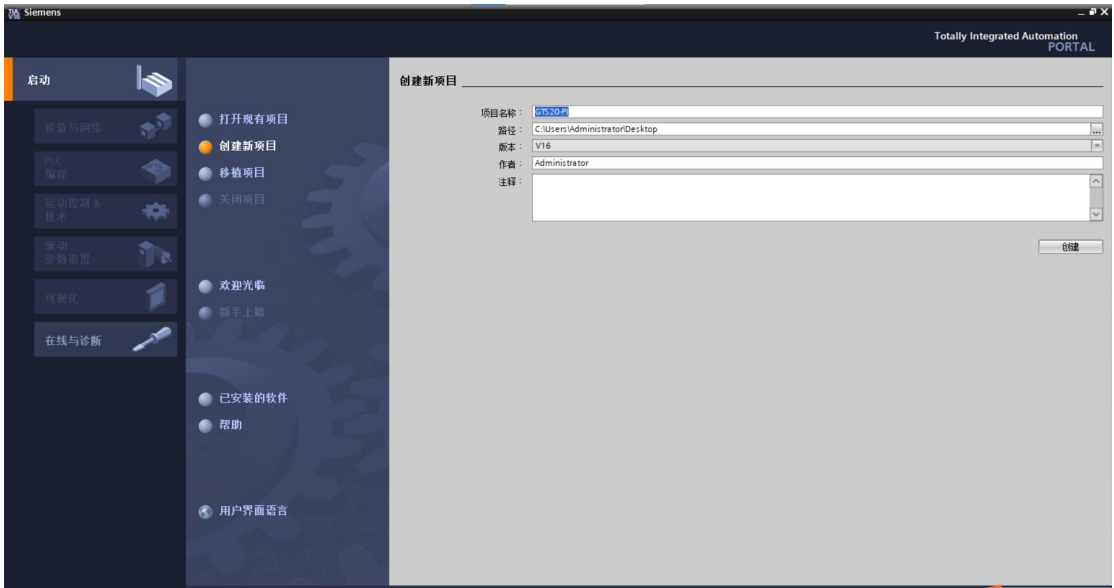 Siemens
Totally Integrated Automation
PORTAL
启动
设备与网络
PLC
编程
运动控制 &
技术
驱动
参数设置
可视化
在线与诊断
打开现有项目
创建新项目
移植项目
关闭项目
欢迎光临
新手上路
已安装的软件
帮助
用户界面语言
创建新项目
项目名称: GTS20-PI
路径: C:\Users\Administrator\Desktop
...
版本: V16
作者: Administrator
注释:
创建